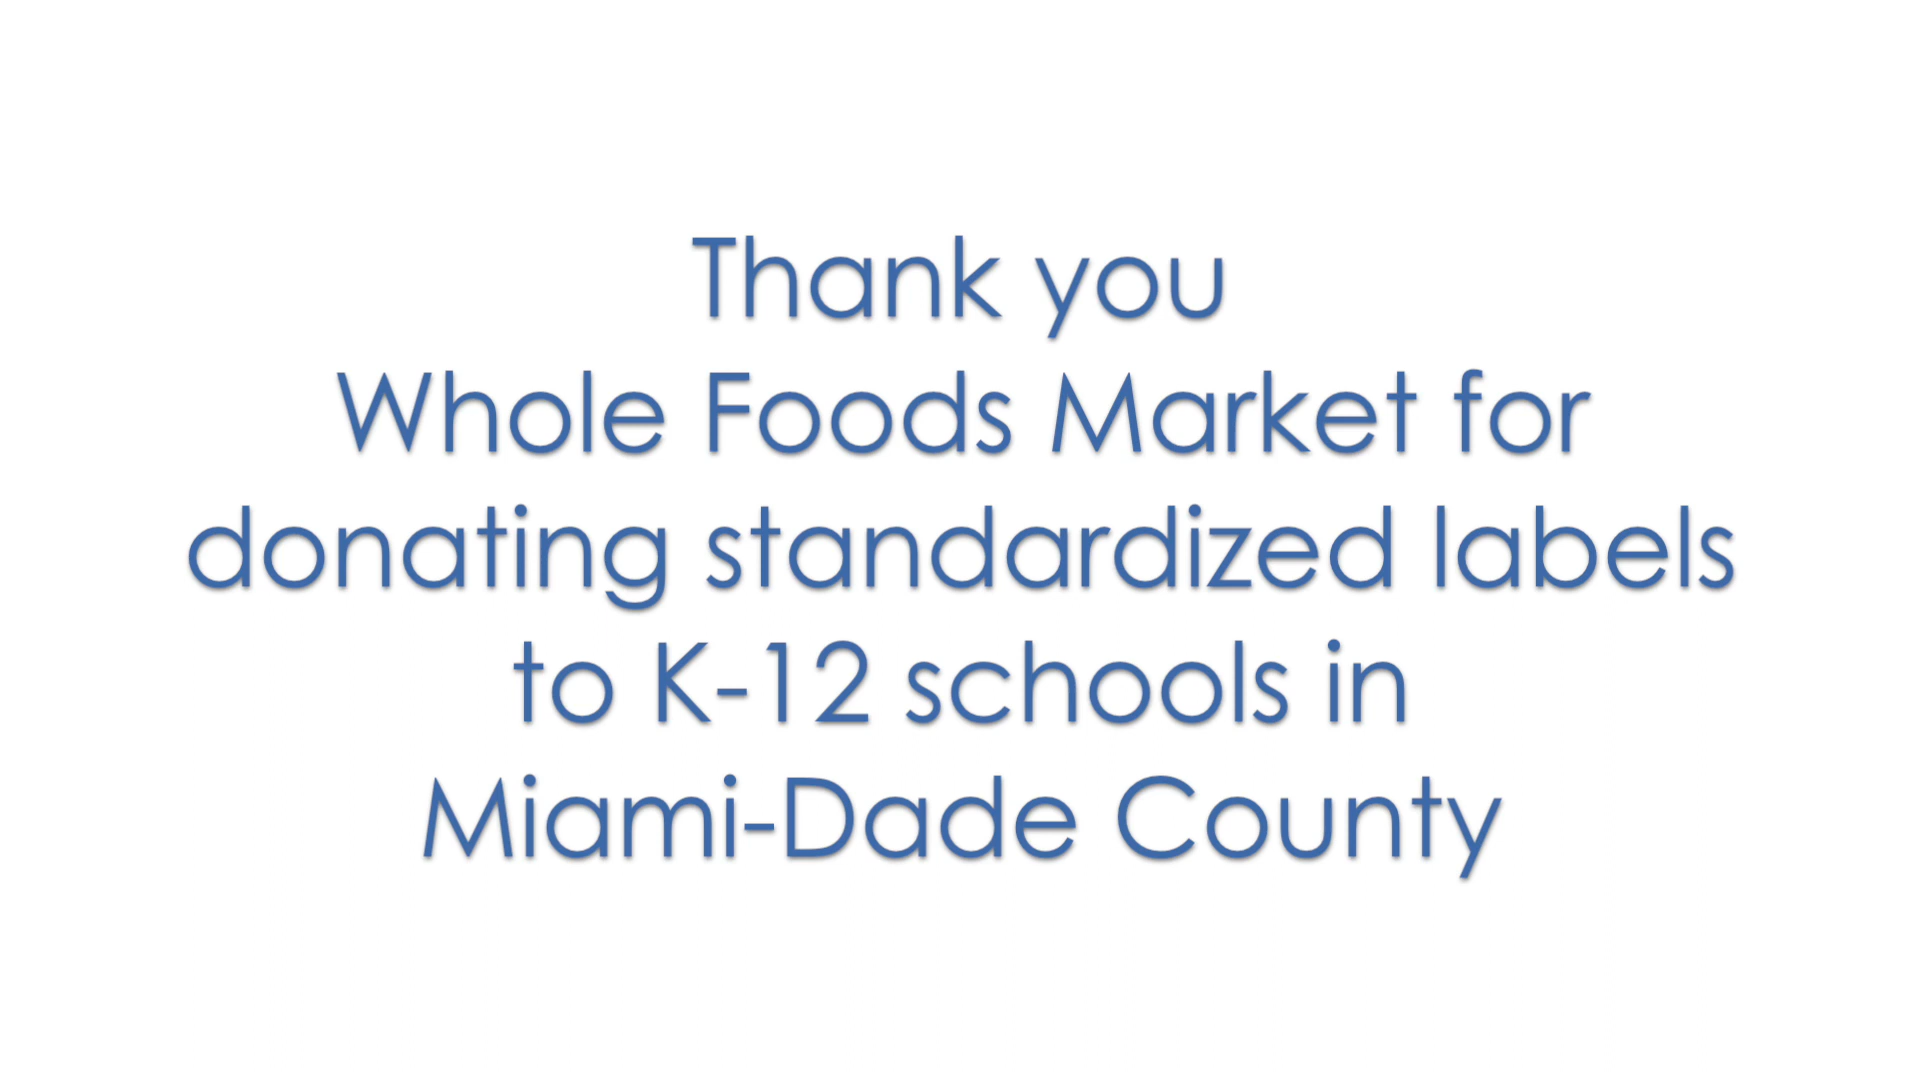 Thank you
Whole Foods Market for
donating standardized labels
to K-12 schools in
Miami-Dade County